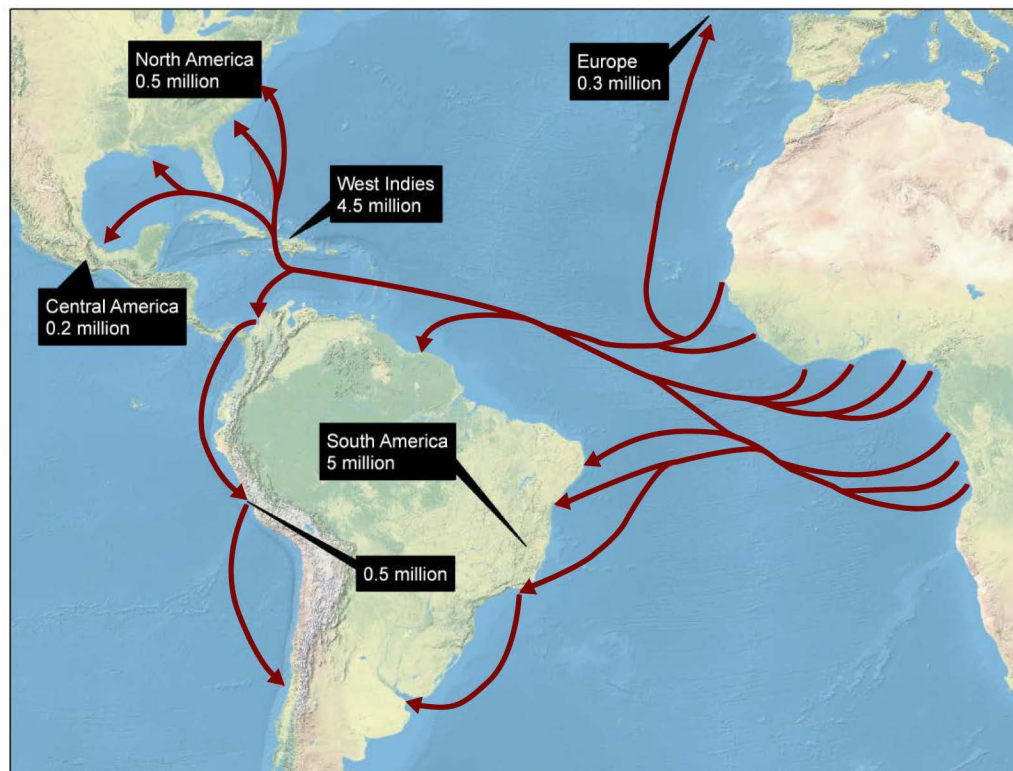 North America
0.5 million
Europe
0.3 million
West Indies
4.5 million
Central America
0.2 million
South America
5 million
0.5 million